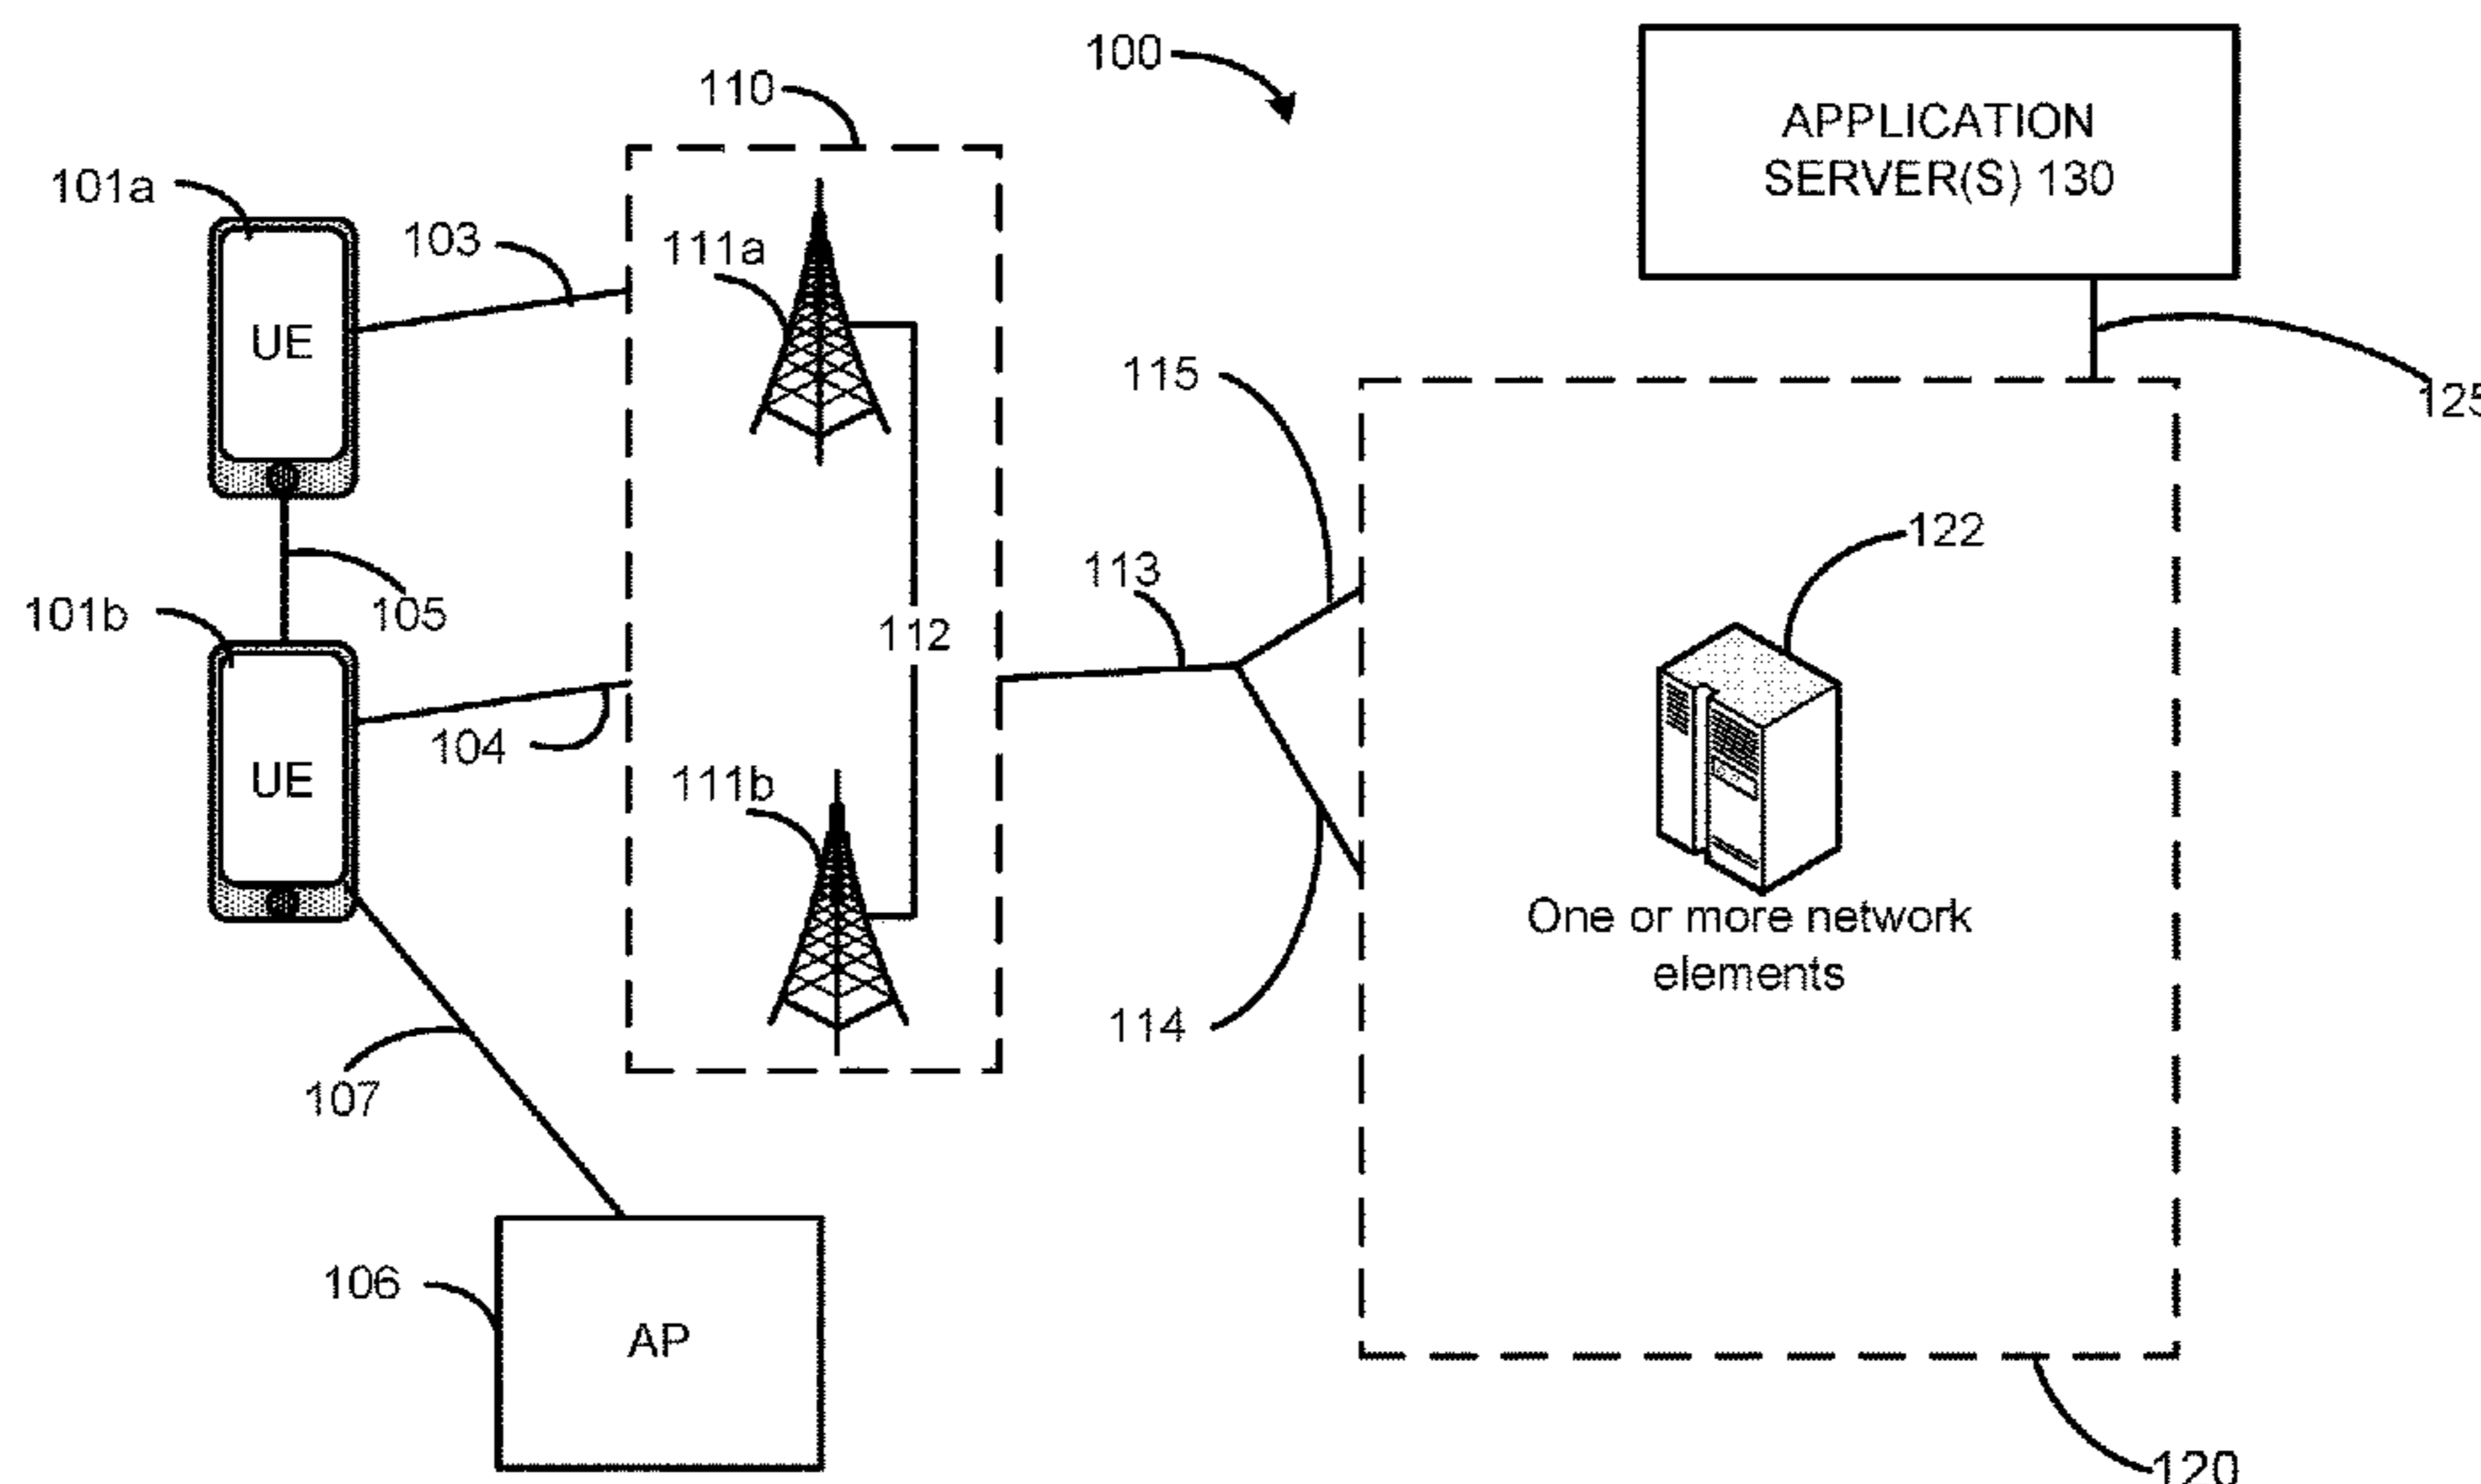 100
APPLICATION
SERVER(S) 130
110
101a
103
111a
UE
115
125
122
113
105
101b
112
104
UE
111b
One or more network
elements
114
107
106
AP
120